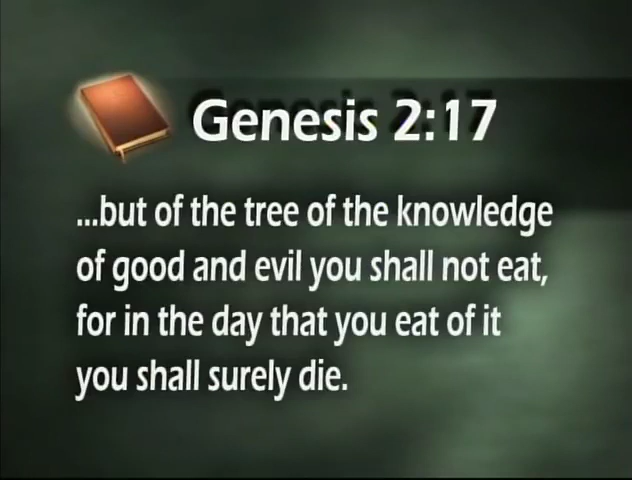 Genesis 2:17
...but of the tree of the knowledge
of good and evil you shall not eat,
for in the day that you eat of it
you shall surely die.